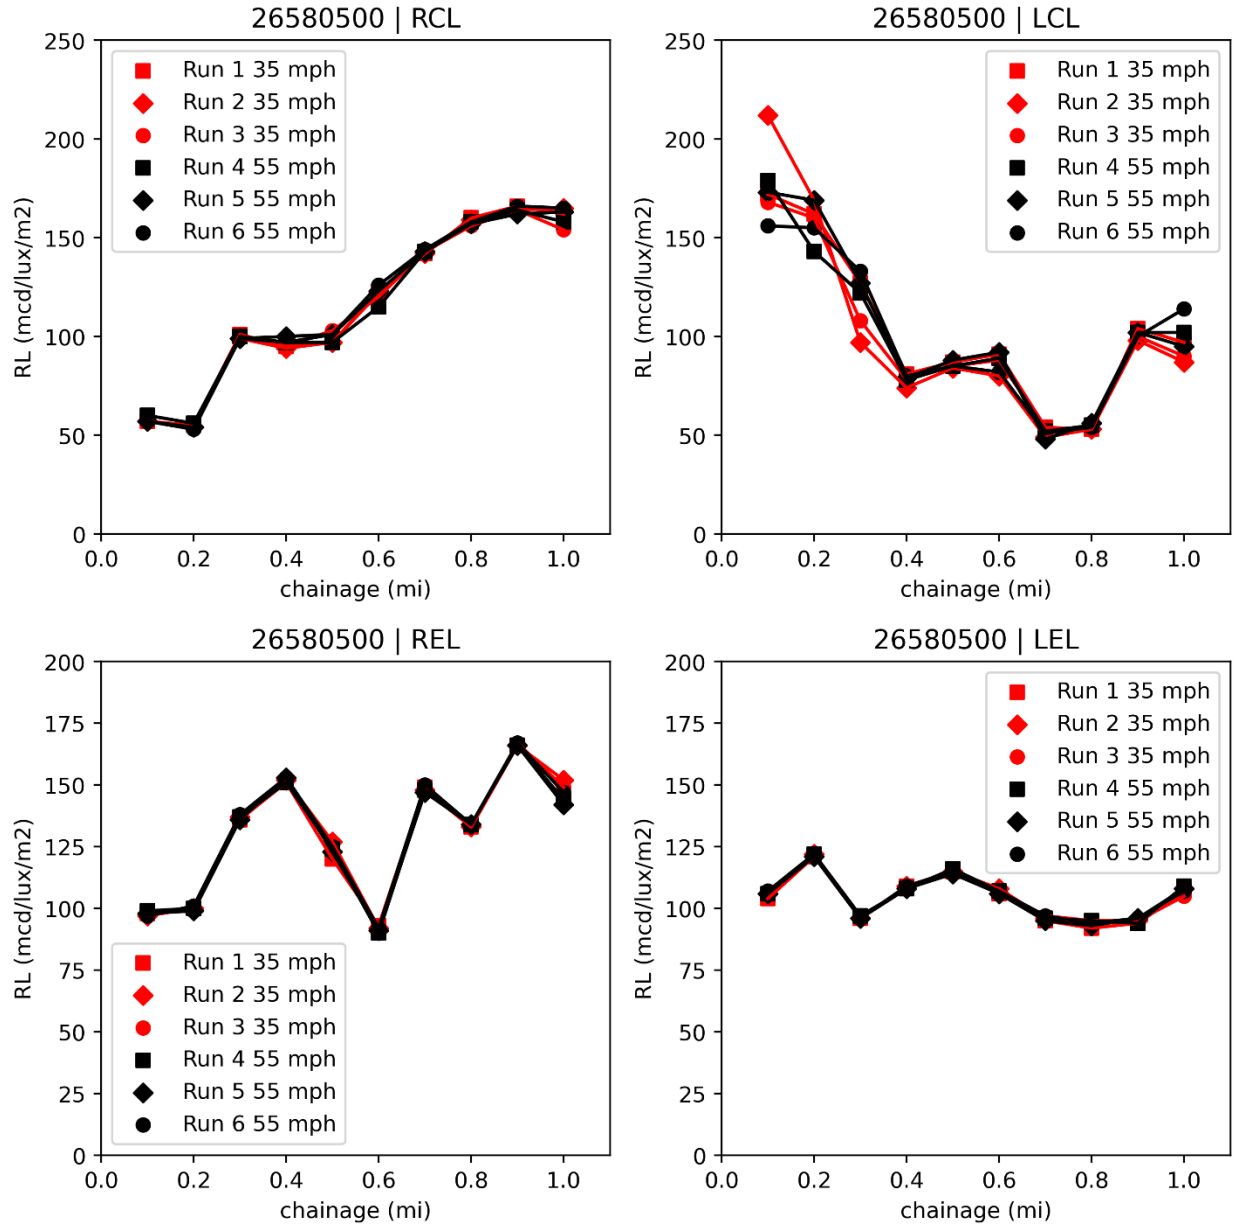 26580500 | RCL
250
200
150
100
50
0
RL (mcd/lux/m2)
Run 1 35 mph
Run 2 35 mph
Run 3 35 mph
Run 4 55 mph
Run 5 55 mph
Run 6 55 mph
0.0 0.2 0.4 0.6 0.8 1.0
chainage (mi)
26580500 | LCL
250
200
150
100
50
0
RL (mcd/lux/m2)
Run 1 35 mph
Run 2 35 mph
Run 3 35 mph
Run 4 55 mph
Run 5 55 mph
Run 6 55 mph
0.0 0.2 0.4 0.6 0.8 1.0
chainage (mi)
26580500 | REL
200
175
150
125
100
75
50
25
0
RL (mcd/lux/m2)
Run 1 35 mph
Run 2 35 mph
Run 3 35 mph
Run 4 55 mph
Run 5 55 mph
Run 6 55 mph
0.0 0.2 0.4 0.6 0.8 1.0
chainage (mi)
26580500 | LEL
200
175
150
125
100
75
50
25
0
RL (mcd/lux/m2)
Run 1 35 mph
Run 2 35 mph
Run 3 35 mph
Run 4 55 mph
Run 5 55 mph
Run 6 55 mph
0.0 0.2 0.4 0.6 0.8 1.0
chainage (mi)